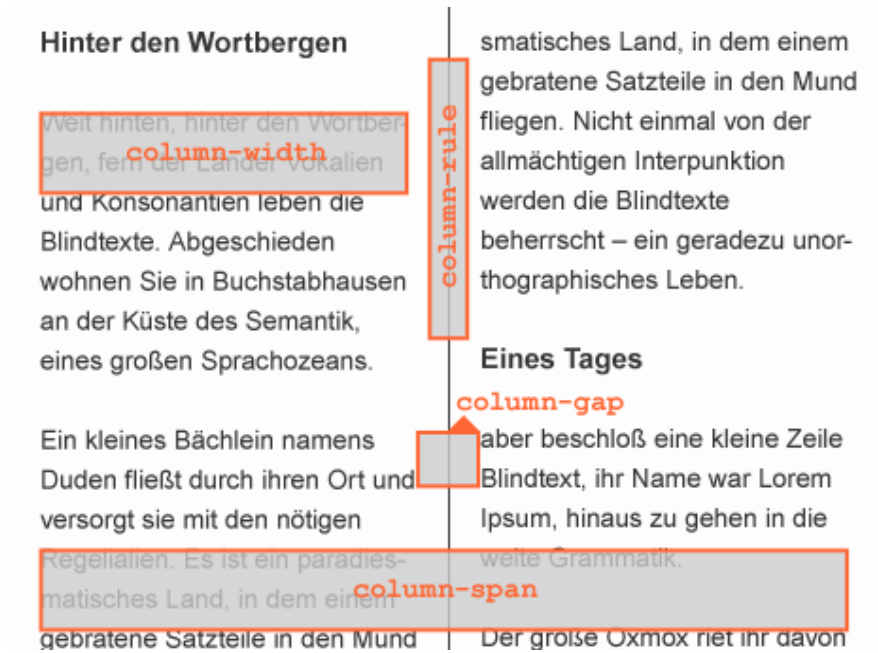 Hinter den Wortbergen
Weit hinten, hinter den Wortber-
gen, fern der Länder Vokalien
column-width
und Konsonantien leben die
Blindtexte. Abgeschieden
wohnen Sie in Buchstabhausen
an der Küste des Semantik,
eines großen Sprachozeans.
Ein kleines Bächlein namens
Duden fließt durch ihren Ort und
versorgt sie mit den nötigen
Regelialien. Es ist ein paradies-
matisches Land, in dem einem
gebratene Satzteile in den Mund
column-rule
column-gap
column-span
smatisches Land, in dem einem
gebratene Satzteile in den Mund
fliegen. Nicht einmal von der
allmächtigen Interpunktion
werden die Blindtexte
beherrscht – ein geradezu unor-
thographisches Leben.
Eines Tages
aber beschloß eine kleine Zeile
Blindtext, ihr Name war Lorem
Ipsum, hinaus zu gehen in die
weite Grammatik.
Der große Oxmox riet ihr davon